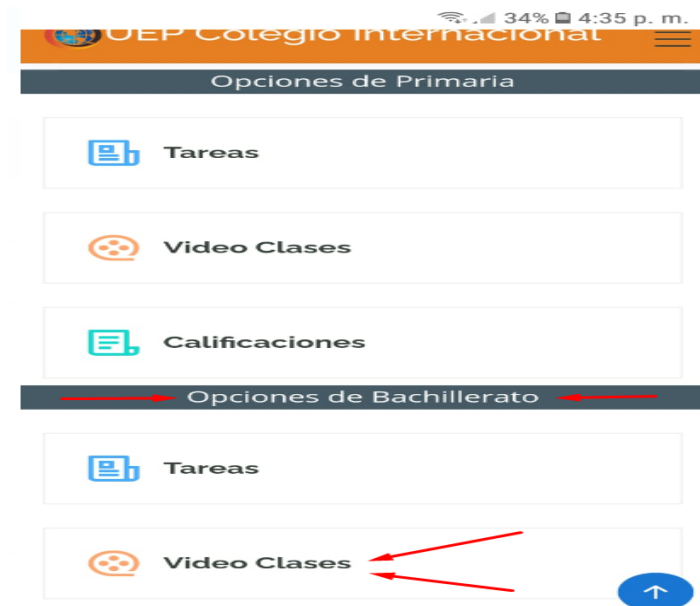 34% 4:35 p. m.
UEP Colegio Internacional
Opciones de Primaria
Tareas
Video Clases
Calificaciones
Opciones de Bachillerato
Tareas
Video Clases